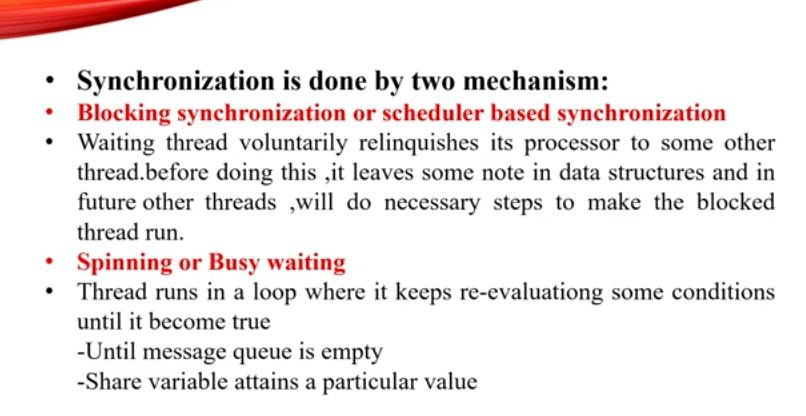 • Synchronization is done by two mechanism:
• Blocking synchronization or scheduler based synchronization
• Waiting thread voluntarily relinquishes its processor to some other
thread.before doing this ,it leaves some note in data structures and in
future other threads ,will do necessary steps to make the blocked
thread run.
• Spinning or Busy waiting
• Thread runs in a loop where it keeps re-evaluationg some conditions
until it become true
-Until message queue is empty
-Share variable attains a particular value